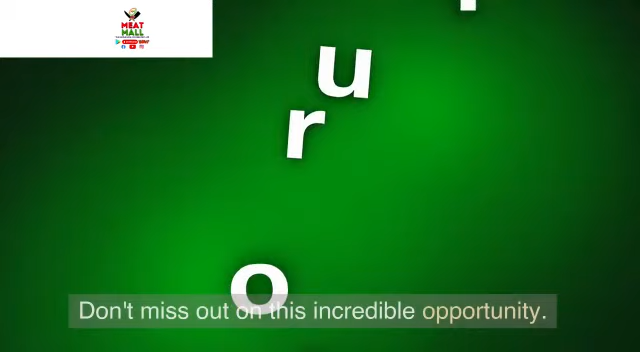 MEAT
MALL
u
r
o
Don't miss out on this incredible opportunity.